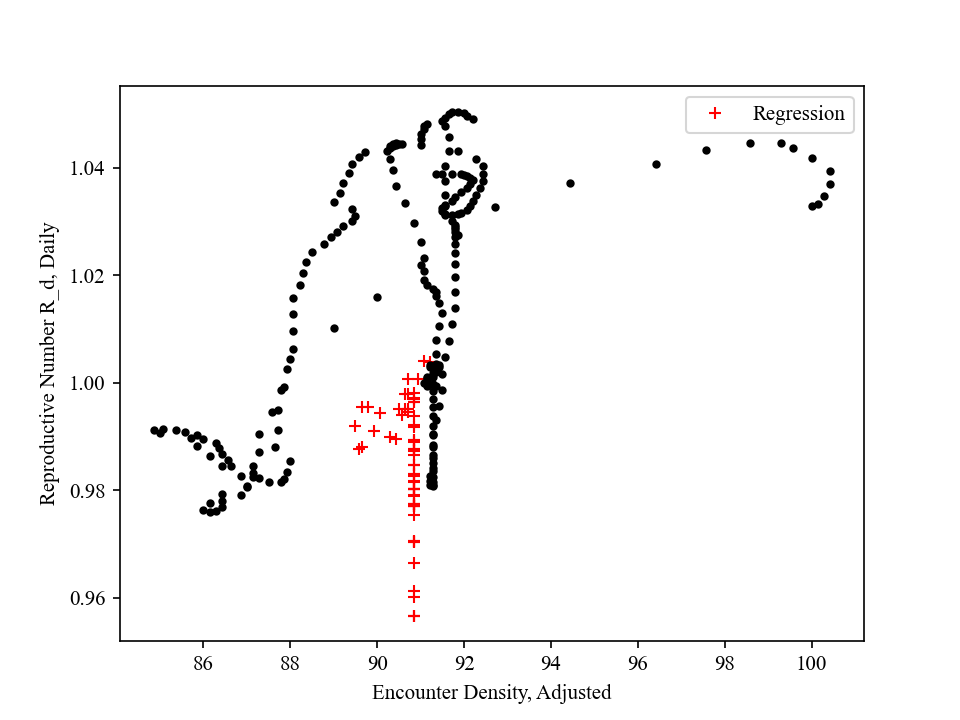 Regression
Reproductive Number R_d, Daily
1.04
1.02
1.00
0.98
0.96
86 88 90 92 94 96 98 100
Encounter Density, Adjusted